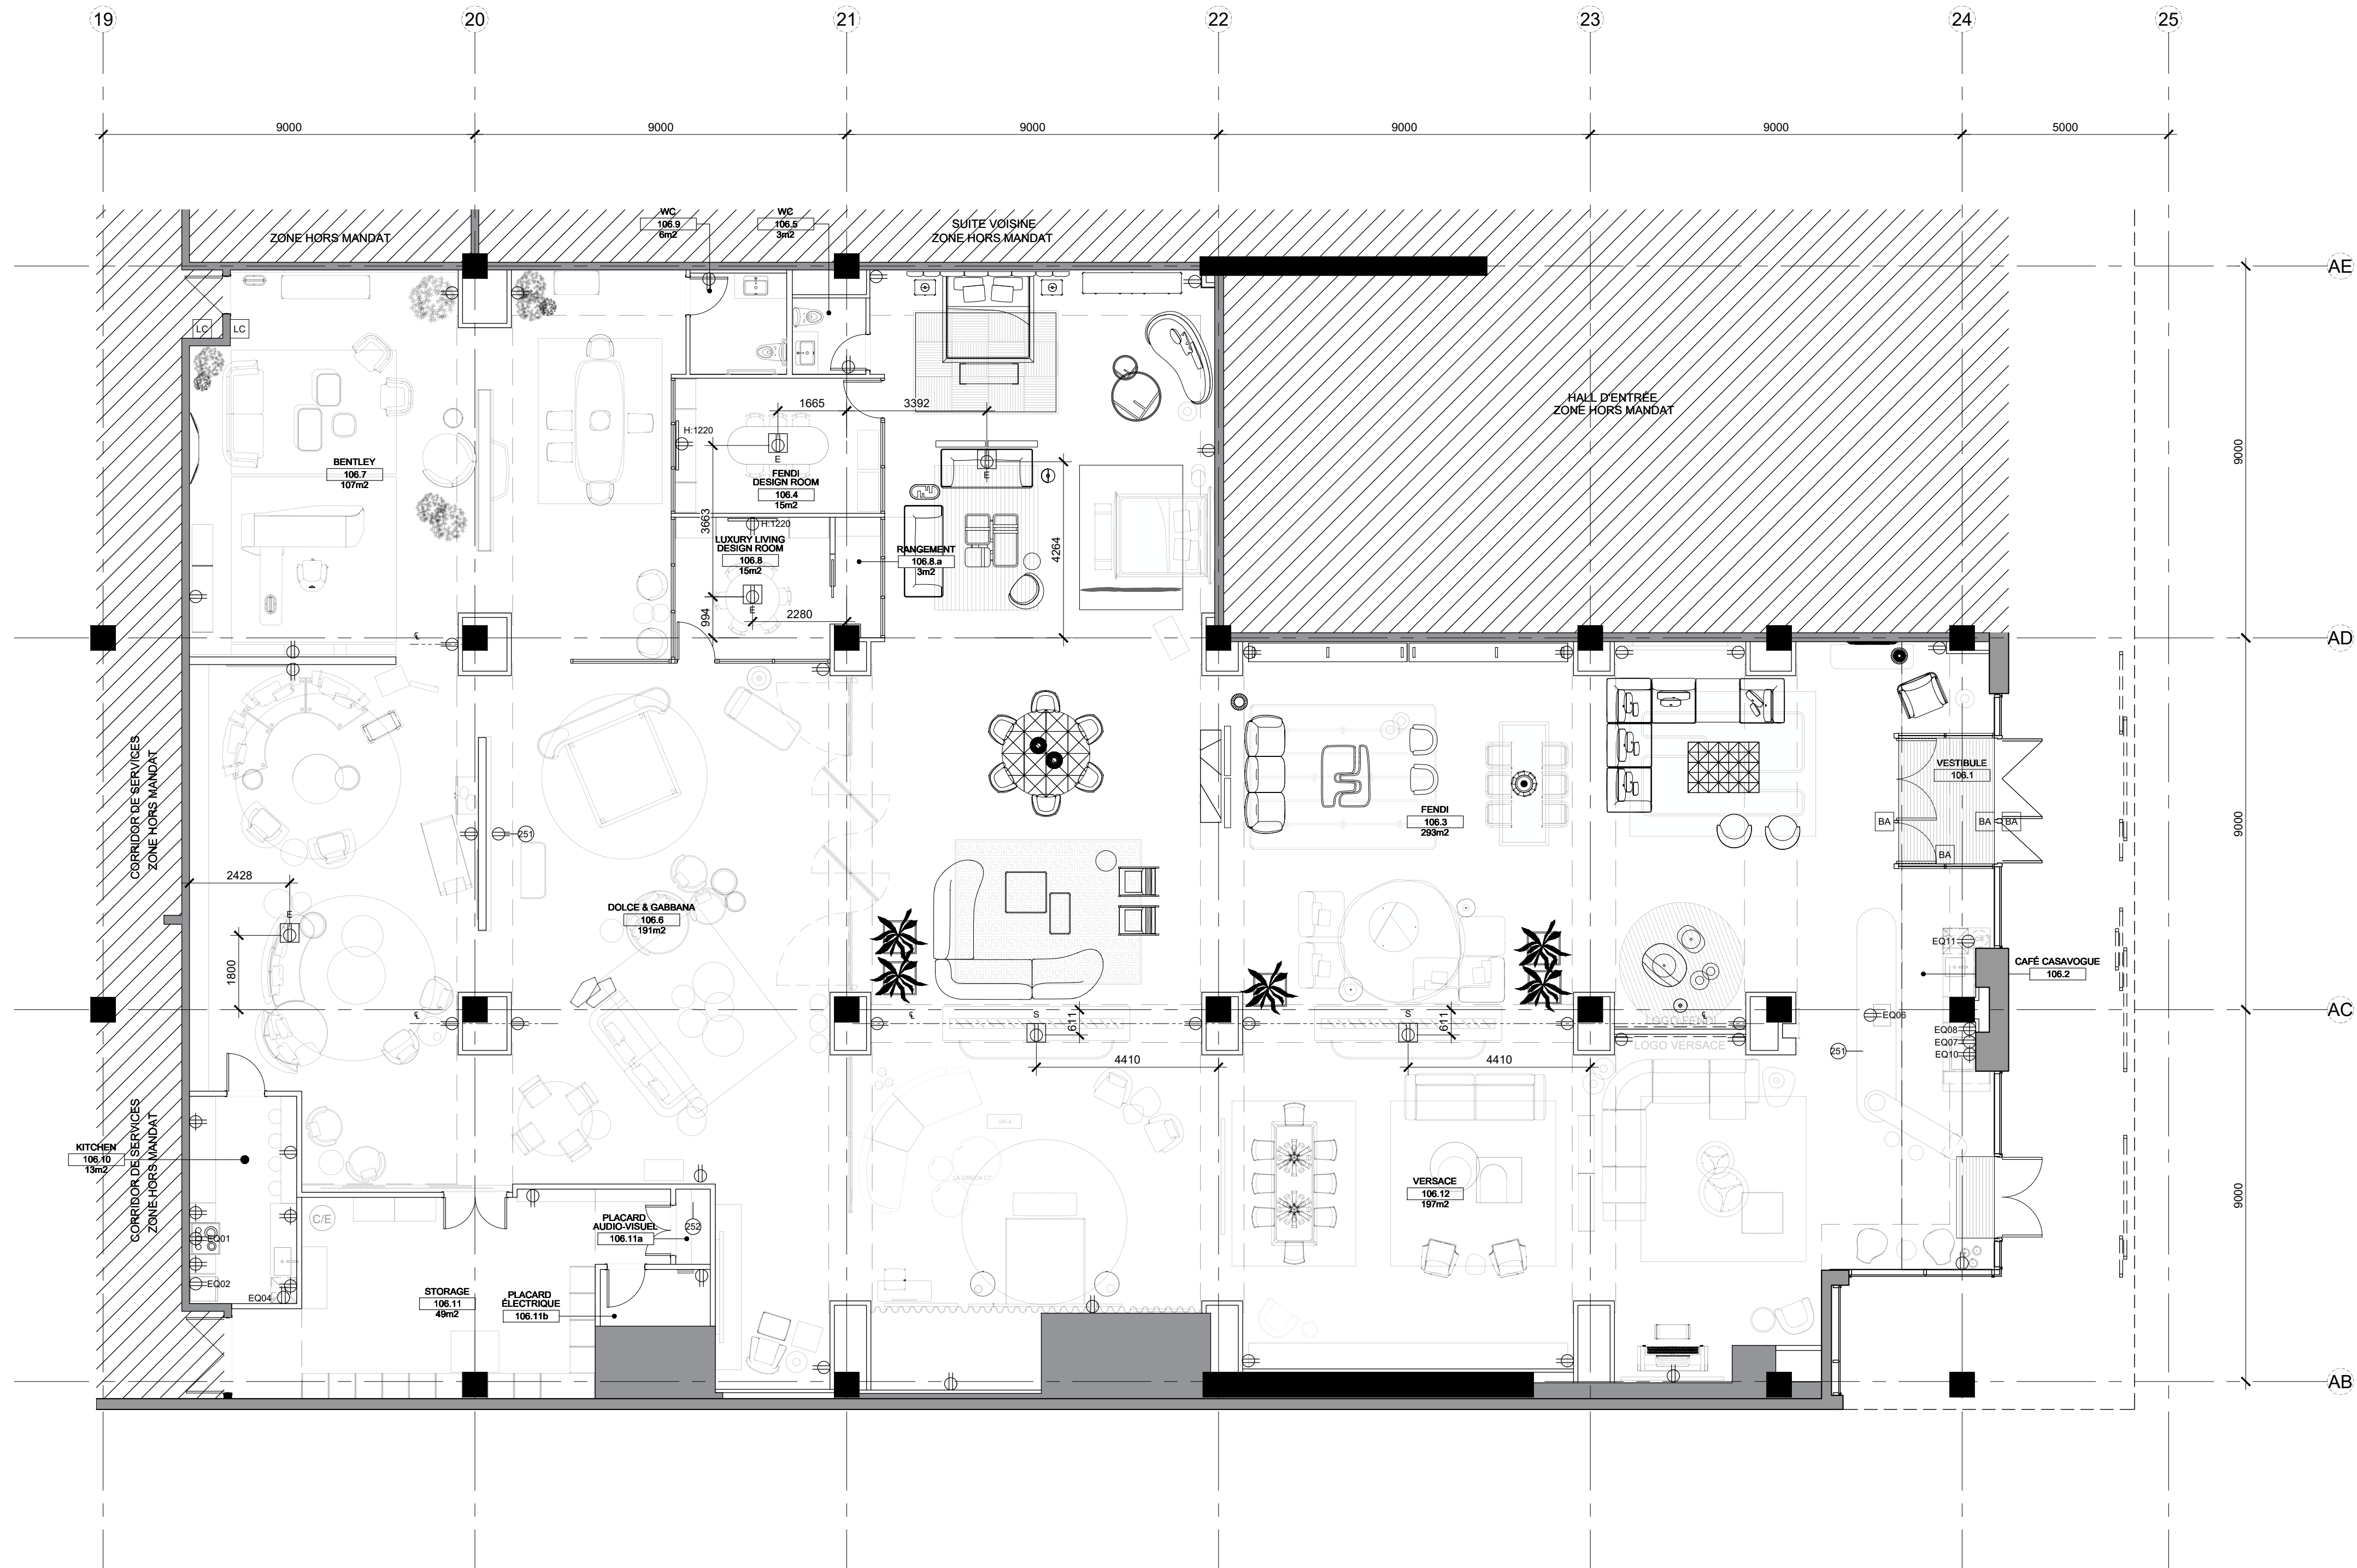 19
20
21
22
23
24
25
9000
9000
9000
9000
9000
5000
WC
106.9
6m2
WC
106.5
3m2
ZONE HORS MANDAT
SUITE VOISINE
ZONE HORS MANDAT
AE
LC
LC
HALL D'ENTRÉE
ZONE HORS MANDAT
1665
3392
H:1220
E
E
BENTLEY
106.7
107m2
FENDI
DESIGN ROOM
106.4
15m2
9000
3663
H:1220
LUXURY LIVING
DESIGN ROOM
106.8
15m2
RANGEMENT
106.8.a
3m2
4264
E
994
2280
AD
CORRIDOR DE SERVICES
ZONE HORS MANDAT
VESTIBULE
106.1
FENDI
106.3
293m2
BA
BA
BA
BA
9000
251
2428
E
DOLCE & GABBANA
106.6
191m2
1800
EQ11
CAFÉ CASAVOGUE
106.2
AC
S
611
S
611
LOGO FENDI
LOGO VERSACE
EQ06
EQ08
EQ07
EQ10
251
4410
4410
CORRIDOR DE SERVICES
ZONE HORS MANDAT
KITCHEN
106.10
13m2
VERSACE
106.12
197m2
9000
C/E
PLACARD
AUDIO-VISUEL
106.11a
252
EQ01
EQ02
EQ04
STORAGE
106.11
49m2
PLACARD
ÉLECTRIQUE
106.11b
AB